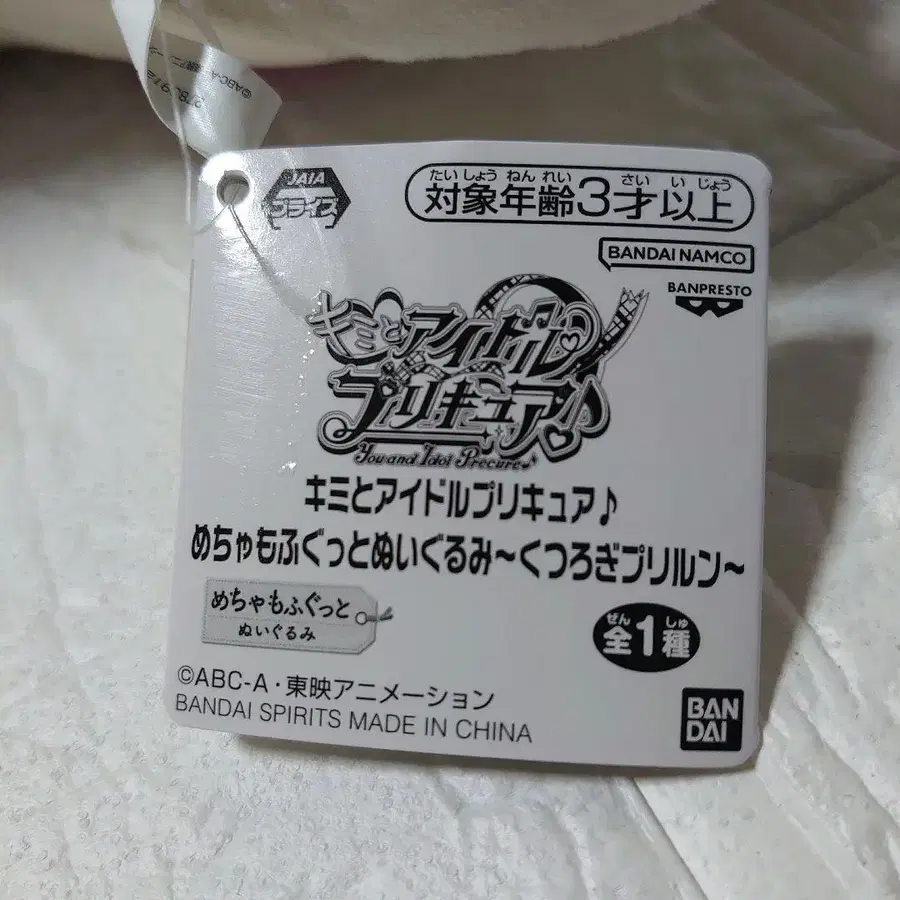 ©ABC-A
JAIA
プライズ
たいしょうねんれい さいいじょう
対象年齢3才以上
BANDAI NAMCO
BANPRESTO
キミとアイドル
プリキュア♪
You and Idol Precure♪
キミとアイドルプリキュア♪
めちゃもふぐっとぬいぐるみ〜くつろぎプリルン〜
めちゃもふぐっと
ぬいぐるみ
ぜん しゅ
全1種
©ABC-A・東映アニメーション
BANDAI SPIRITS MADE IN CHINA
BAN
DAI